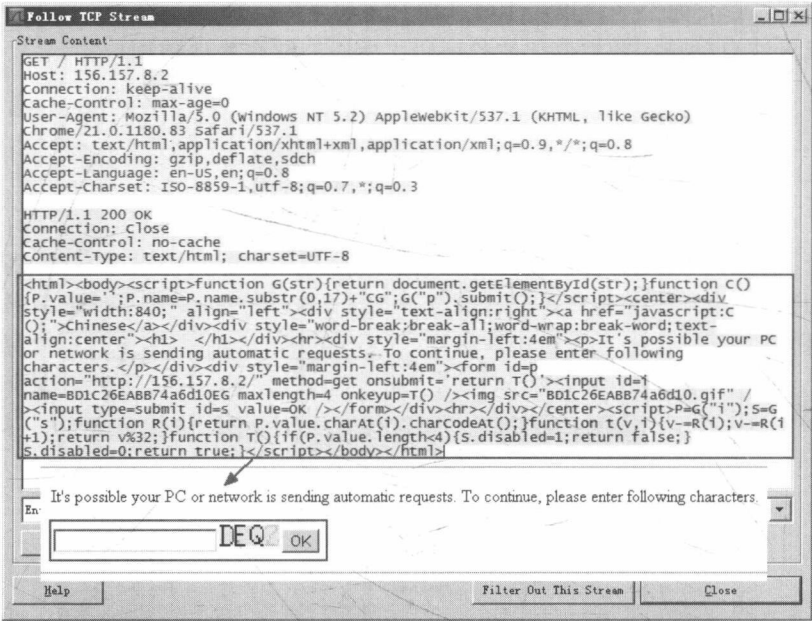 Follow TCP Stream
Stream Content
GET / HTTP/1.1
Host: 156.157.8.2
Connection: keep-alive
Cache-Control: max-age=0
User-Agent: Mozilla/5.0 (Windows NT 5.2) AppleWebKit/537.1 (KHTML, like Gecko)
Chrome/21.0.1180.83 Safari/537.1
Accept: text/html,application/xhtml+xml,application/xml;q=0.9,*/*;q=0.8
Accept-Encoding: gzip,deflate,sdch
Accept-Language: en-US,en;q=0.8
Accept-Charset: ISO-8859-1,utf-8;q=0.7,*;q=0.3
HTTP/1.1 200 OK
Connection: Close
Cache-Control: no-cache
Content-Type: text/html; charset=UTF-8
<html><body><script>function G(str){return document.getElementById(str);}function C()
{P.value='';P.name=P.name.substr(0,17)+"CG";G("p").submit();}</script><center><div
style="width:840;" align="left"><div style="text-align:right"><a href="javascript:C
();">Chinese</a></div><div style="word-break:break-all;word-wrap:break-word;text-
align:center"><h1>  </h1></div><hr><div style="margin-left:4em"><p>It's possible your PC
or network is sending automatic requests. To continue, please enter following
characters.</p></div><div style="margin-left:4em"><form id=p
action="http://156.157.8.2/" method=get onsubmit='return T()'><input id=i
name=BD1C26EABB74a6d10EG maxlength=4 onkeyup=T() /><img src="BD1C26EABB74a6d10.gif" /
><input type=submit id=s value=OK /></form></div><hr></div></center><script>P=G("i");S=G
("s");function R(i){return P.value.charAt(i).charCodeAt();}function t(v,i){v-=R(i);v-=R(i
+1);return v%32;}function T(){if(P.value.length<4){S.disabled=1;return false;}
S.disabled=0;return true;}</script></body></html>
It's possible your PC or network is sending automatic requests. To continue, please enter following characters.
En
DEQ
OK
Help
Filter Out This Stream
Close